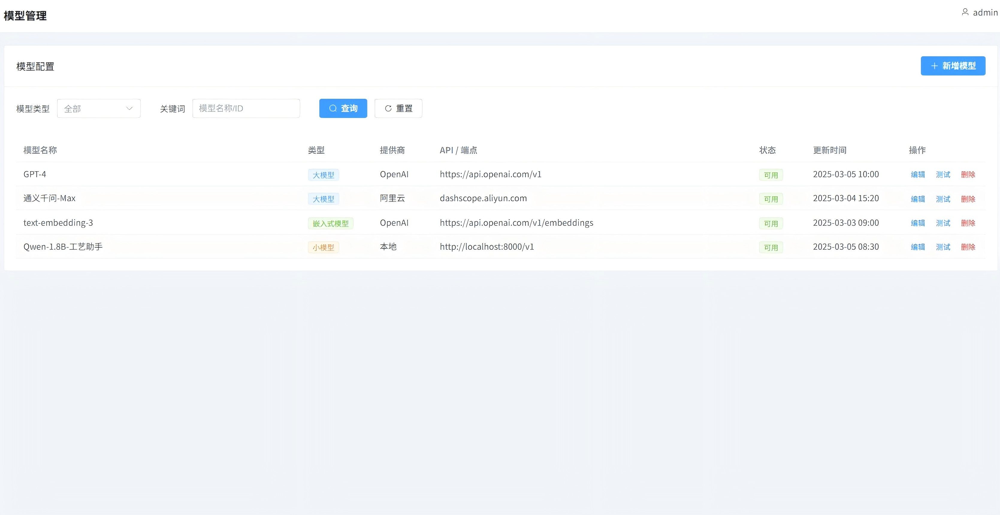 模型管理
admin
模型配置
新增模型
模型类型 全部 关键词 模型名称/ID 查询 重置
模型名称 类型 提供商 API / 端点 状态 更新时间 操作
GPT-4 大模型 OpenAI https://api.openai.com/v1 可用 2025-03-05 10:00 编辑 测试 删除
通义千问-Max 大模型 阿里云 dashscope.aliyun.com 可用 2025-03-04 15:20 编辑 测试 删除
text-embedding-3 嵌入式模型 OpenAI https://api.openai.com/v1/embeddings 可用 2025-03-03 09:00 编辑 测试 删除
Qwen-1.8B-工艺助手 小模型 本地 http://localhost:8000/v1 可用 2025-03-05 08:30 编辑 测试 删除